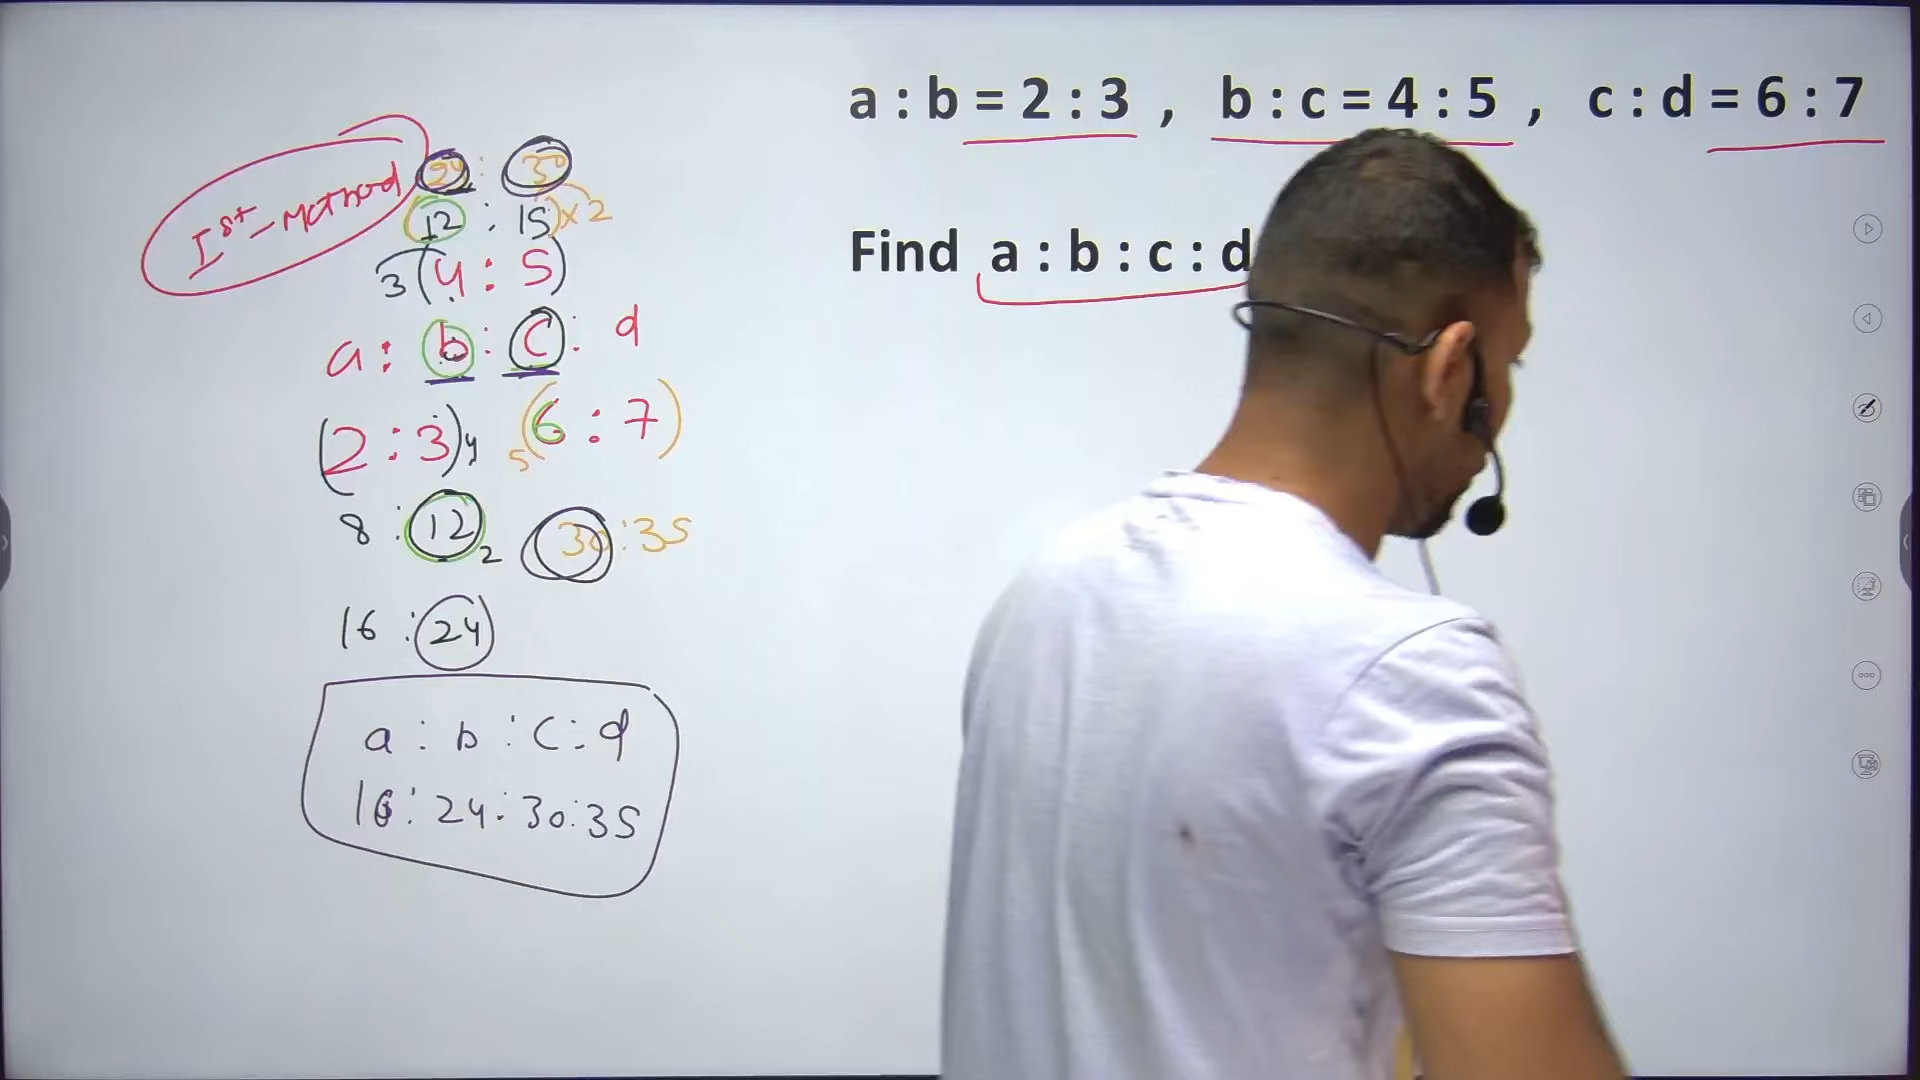 a : b = 2 : 3 , b : c = 4 : 5 , c : d = 6 : 7
Find a : b : c : d
Ist - Method
24 : 30
(12 : 15) x 2
3 (4 : 5)
a : b : c : d
(2 : 3)4 5(6 : 7)
8 : 12 2 30 : 35
16 : 24
a : b : c : d
16 : 24 : 30 : 35